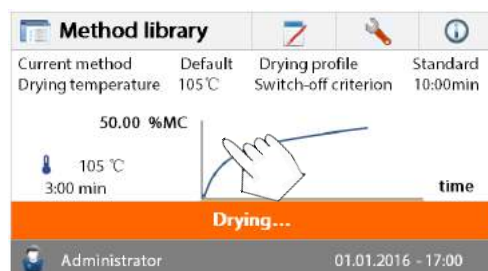 Method library
Current method Default Drying profile Standard
Drying temperature 105℃ Switch-off criterion 10:00min
50.00 %MC
105 ℃
3:00 min
time
Drying...
Administrator 01.01.2016 - 17:00